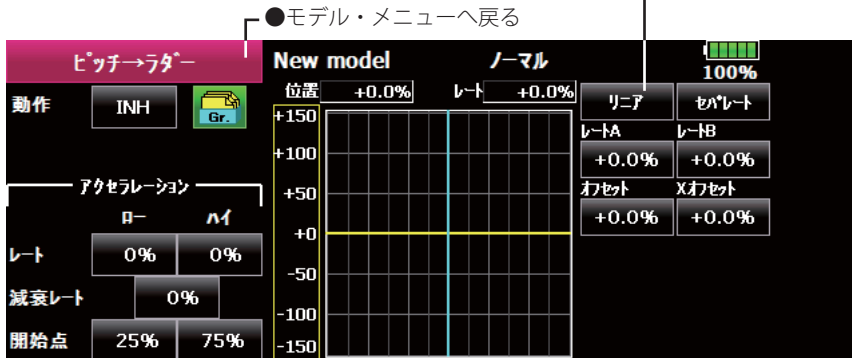 ●モデル・メニューへ戻る
ﾋﾟｯﾁ→ﾗﾀﾞｰ New model ﾉｰﾏﾙ 100%
位置 +0.0% ﾚｰﾄ +0.0%
動作 INH Gr. ﾘﾆｱ ｾﾊﾟﾚｰﾄ
+150
ﾚｰﾄA ﾚｰﾄB
+100 +0.0% +0.0%
ｱｸｾﾗﾚｰｼｮﾝ +50 ｵﾌｾｯﾄ Xｵﾌｾｯﾄ
ﾛｰ ﾊｲ +0.0% +0.0%
+0
ﾚｰﾄ 0% 0%
-50
減衰ﾚｰﾄ 0%
-100
開始点 25% 75%
-150